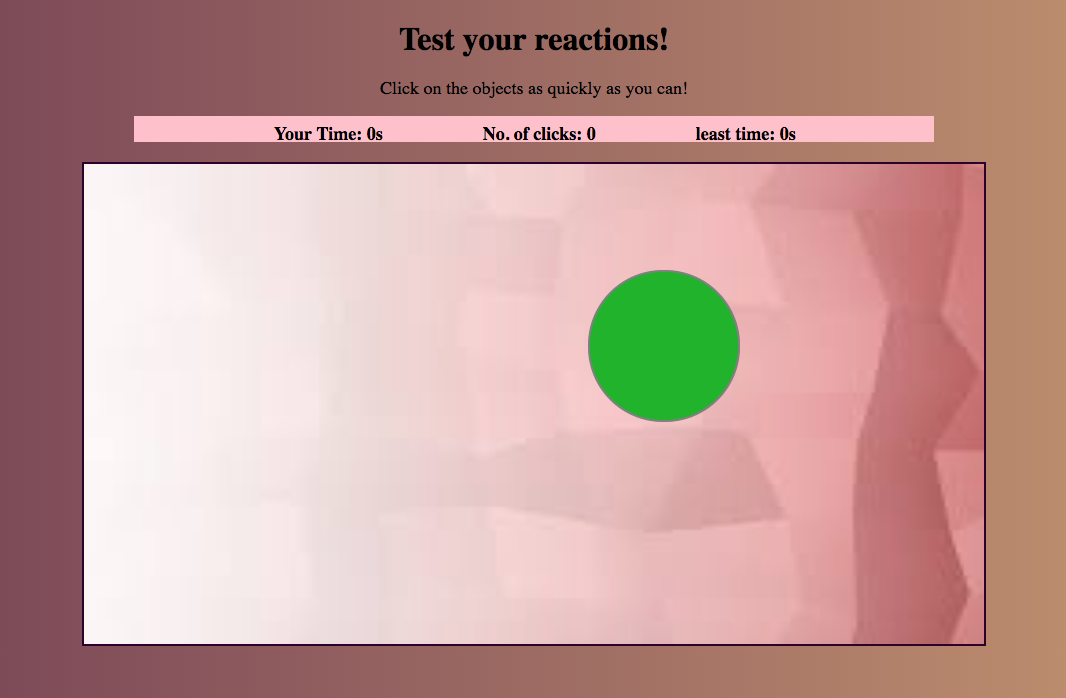 Test your reactions!
Click on the objects as quickly as you can!
Your Time: 0s No. of clicks: 0 least time: 0s